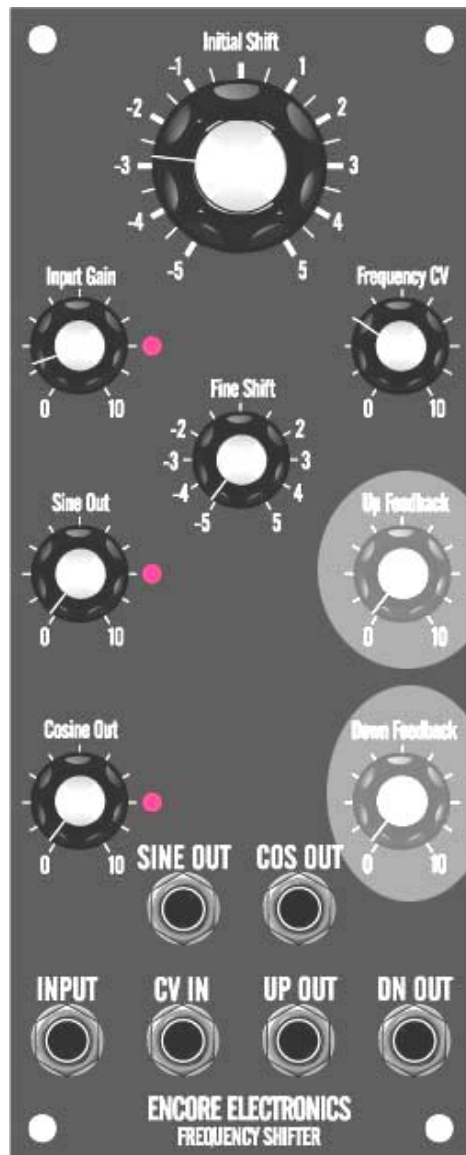 Initial Shift
-1 1
-2 2
-3 3
-4 4
-5 5
Input Gain Frequency CV
0 10 0 10
Fine Shift
-2 2
-3 3
-4 4
-5 5
Sine Out Up Feedback
0 10 0 10
Cosine Out Down Feedback
0 10 0 10
SINE OUT COS OUT
INPUT CV IN UP OUT DN OUT
ENCORE ELECTRONICS
FREQUENCY SHIFTER